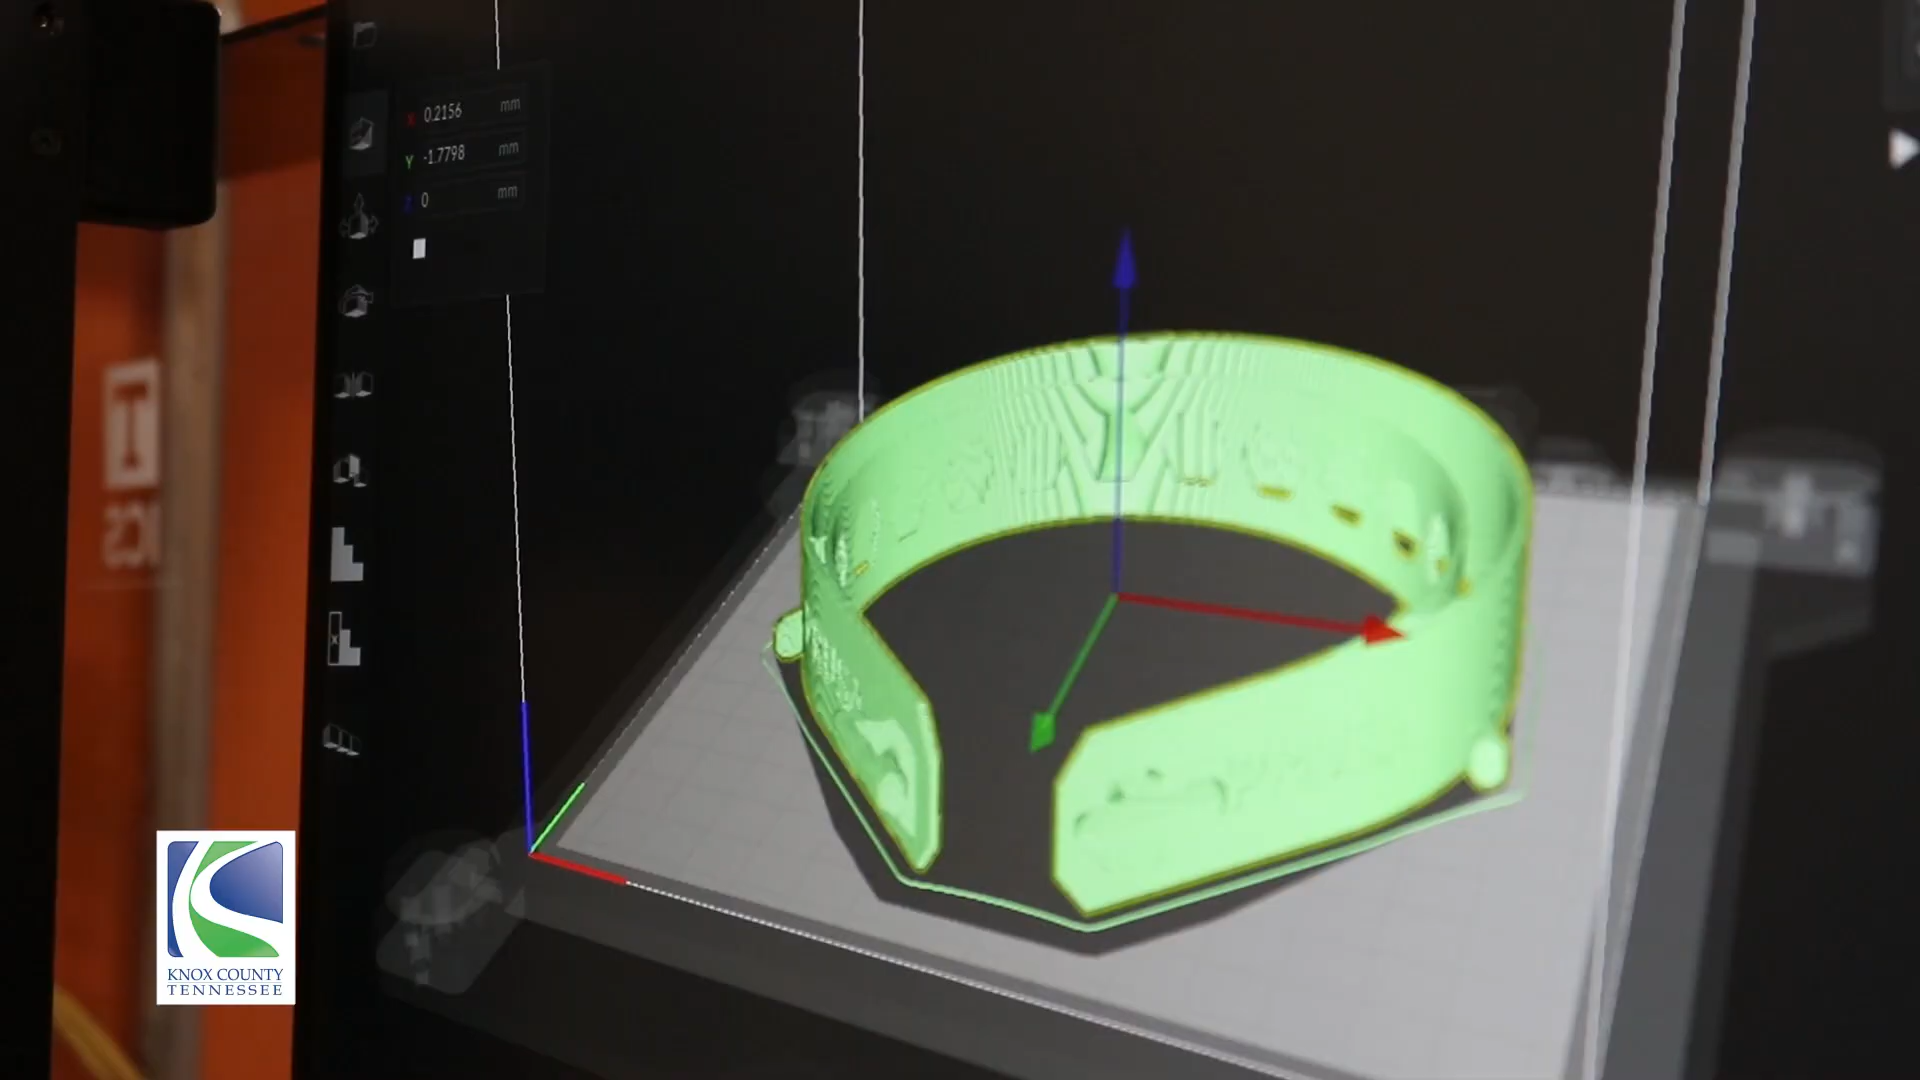 X 0.2156 mm
Y -1.7798 mm
Z 0 mm
KNOX COUNTY
TENNESSEE